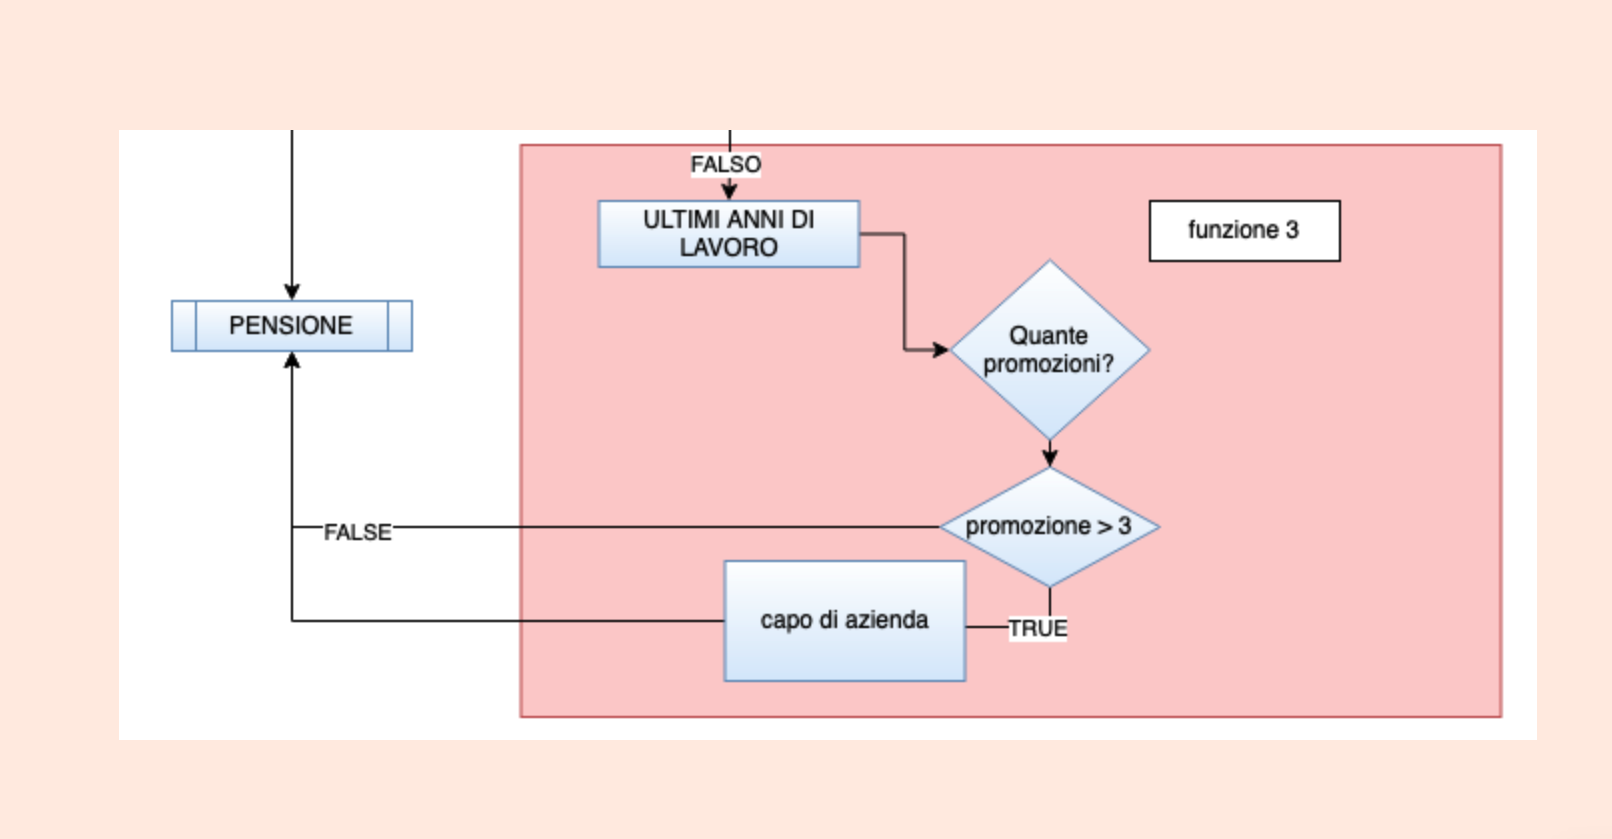 FALSO
ULTIMI ANNI DI
LAVORO
funzione 3
PENSIONE
Quante
promozioni?
FALSE
promozione > 3
capo di azienda
TRUE